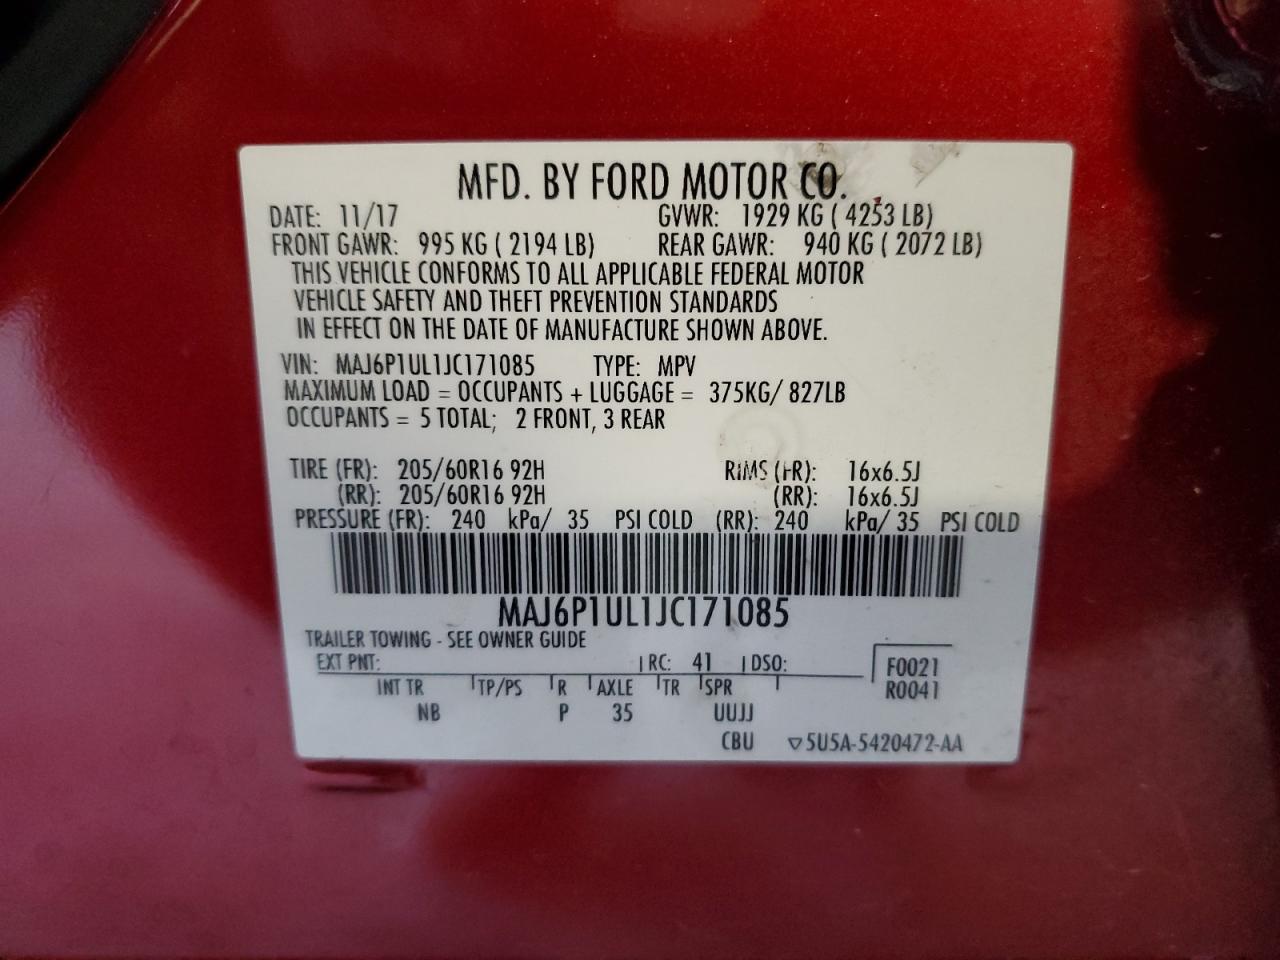 MFD. BY FORD MOTOR CO.
DATE: 11/17 GVWR: 1929 KG ( 4253 LB)
FRONT GAWR: 995 KG ( 2194 LB) REAR GAWR: 940 KG ( 2072 LB)
THIS VEHICLE CONFORMS TO ALL APPLICABLE FEDERAL MOTOR
VEHICLE SAFETY AND THEFT PREVENTION STANDARDS
IN EFFECT ON THE DATE OF MANUFACTURE SHOWN ABOVE.
VIN: MAJ6P1UL1JC171085 TYPE: MPV
MAXIMUM LOAD = OCCUPANTS + LUGGAGE = 375KG/ 827LB
OCCUPANTS = 5 TOTAL; 2 FRONT, 3 REAR
TIRE (FR): 205/60R16 92H RIMS (FR): 16x6.5J
(RR): 205/60R16 92H (RR): 16x6.5J
PRESSURE (FR): 240 kPa/ 35 PSI COLD (RR): 240 kPa/ 35 PSI COLD
MAJ6P1UL1JC171085
TRAILER TOWING - SEE OWNER GUIDE
EXT PNT: RC: 41 DSO: F0021
INT TR TP/PS R AXLE TR SPR R0041
NB P 35 UUJJ
CBU ▽5U5A-5420472-AA